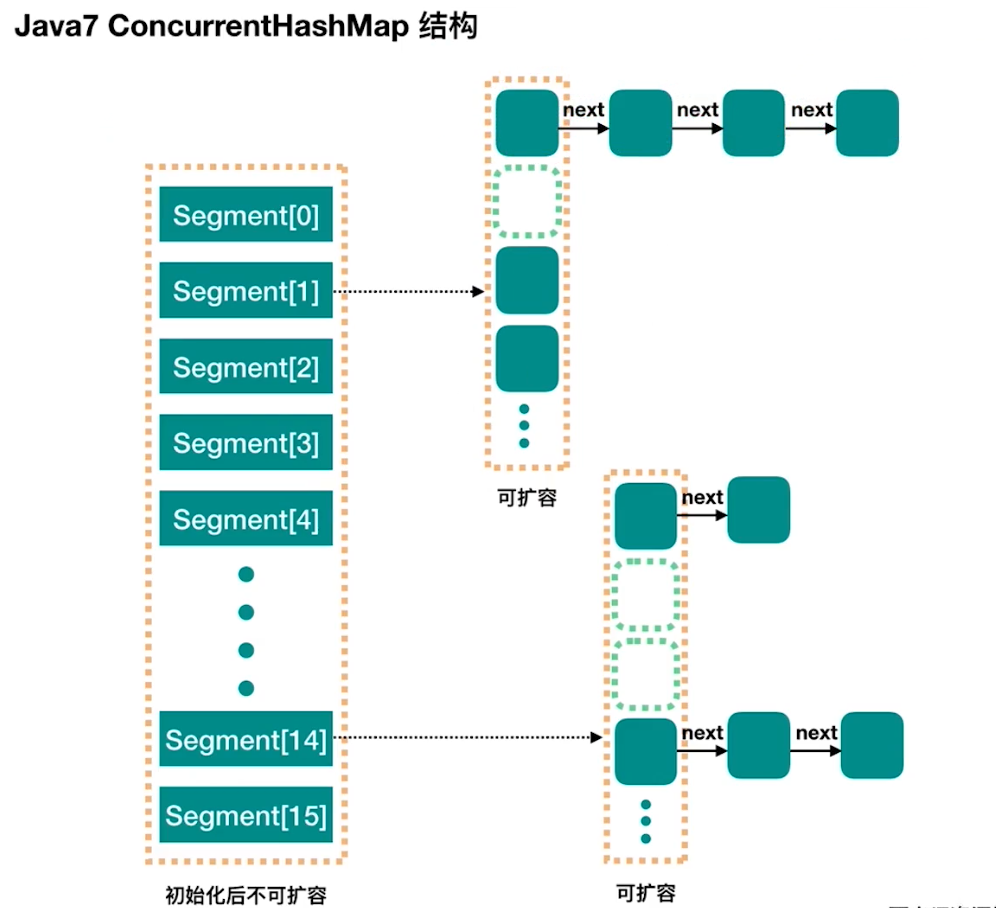 Java7 ConcurrentHashMap 结构
next next next
Segment[0]
Segment[1]
Segment[2]
Segment[3]
Segment[4]
可扩容
next
Segment[14]
next next
Segment[15]
初始化后不可扩容
可扩容